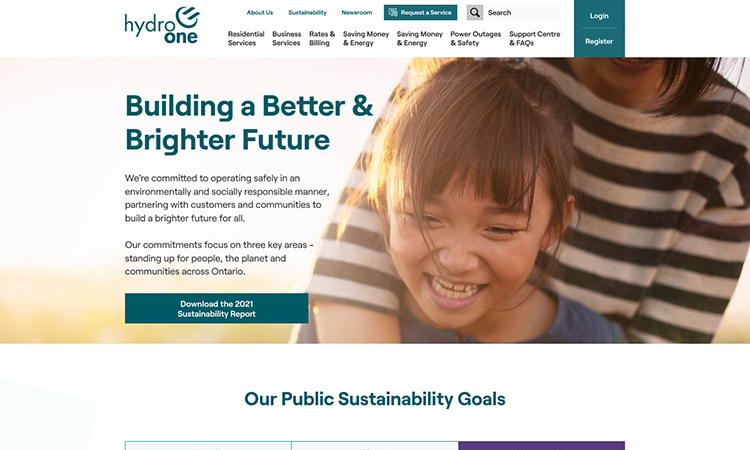 hydro
one
About Us
Sustainability
Newsroom
Request a Service
Search
Login
Register
Residential
Services
Business
Services
Rates &
Billing
Saving Money
& Energy
Saving Money
& Energy
Power Outages
& Safety
Support Centre
& FAQs
Building a Better &
Brighter Future
We're committed to operating safely in an
environmentally and socially responsible manner,
partnering with customers and communities to
build a brighter future for all.
Our commitments focus on three key areas –
standing up for people, the planet and
communities across Ontario.
Download the 2021
Sustainability Report
Our Public Sustainability Goals